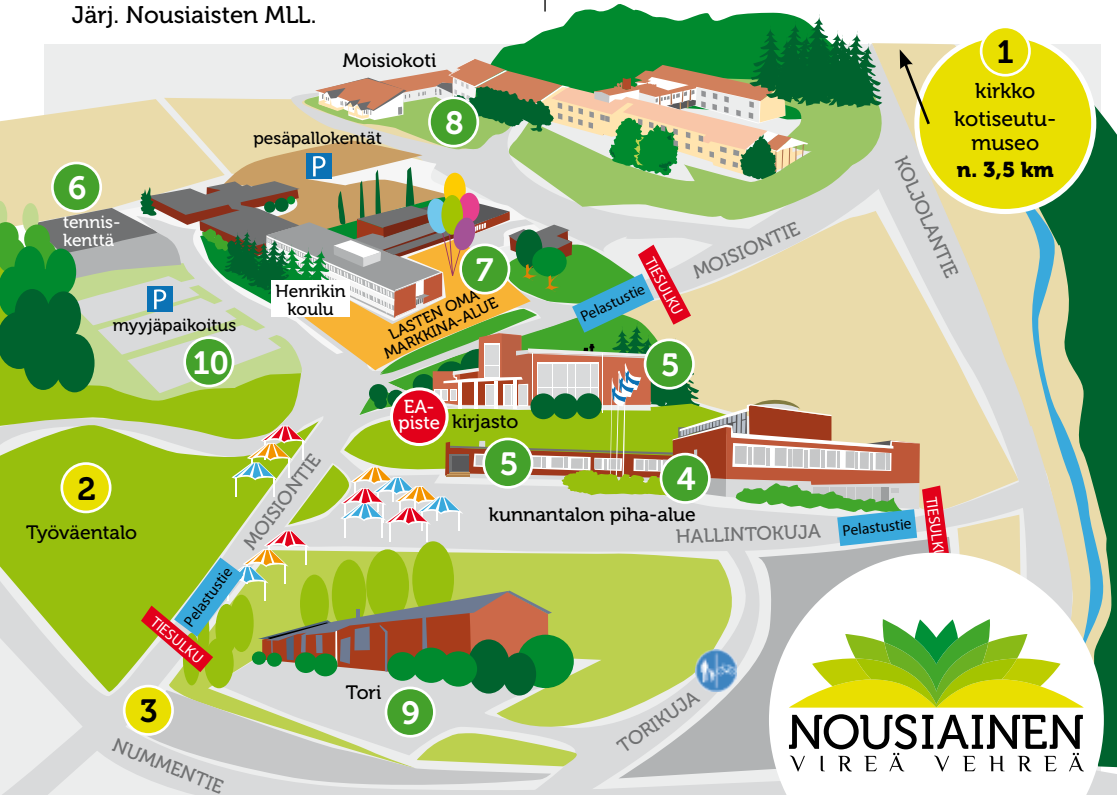 Järj. Nousiaisten MLL.
1
kirkko
kotiseutu-
museo
n. 3,5 km
Moisiokoti
8
pesäpallokentät
P
6
tennis-
kenttä
KOLJOLANTIE
MOISIONTIE
TIESULKU
Pelastustie
7
Henrikin
koulu
LASTEN OMA
MARKKINA-ALUE
P
myyjäpaikoitus
10
5
EA-
piste
kirjasto
5
4
2
Työväentalo
MOISIONTIE
kunnantalon piha-alue
HALLINTOKUJA
Pelastustie
TIESULKU
Pelastustie
TIESULKU
Tori
9
3
TORIKUJA
NUMMENTIE
NOUSIAINEN
VIREÄ VEHREÄ